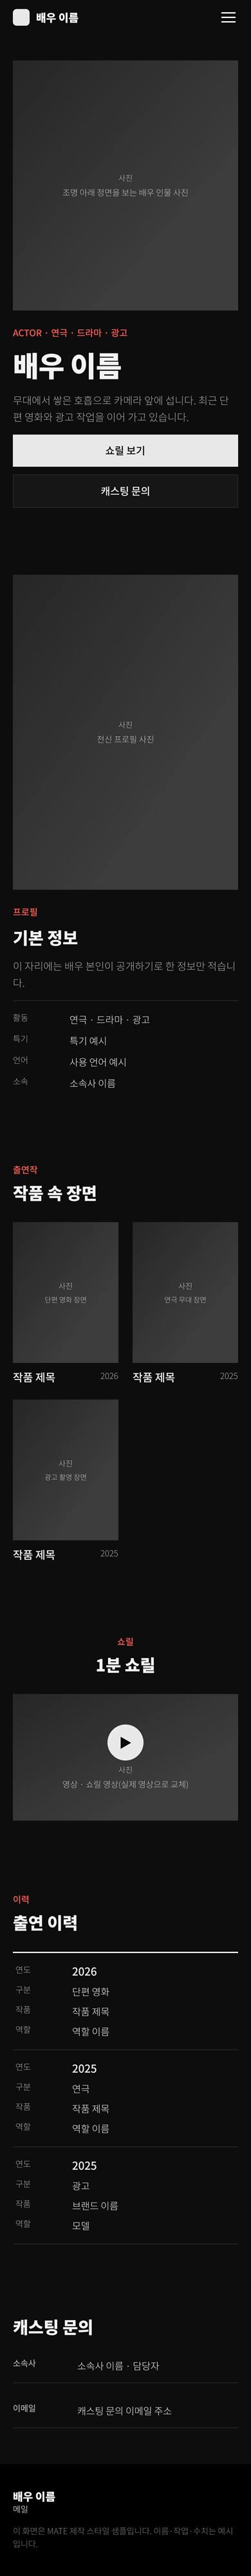 배우 이름
사진
조명 아래 정면을 보는 배우 인물 사진
ACTOR · 연극 · 드라마 · 광고
배우 이름
무대에서 쌓은 호흡으로 카메라 앞에 섭니다. 최근 단
편 영화와 광고 작업을 이어 가고 있습니다.
쇼릴 보기
캐스팅 문의
사진
전신 프로필 사진
프로필
기본 정보
이 자리에는 배우 본인이 공개하기로 한 정보만 적습니
다.
활동 연극 · 드라마 · 광고
특기 특기 예시
언어 사용 언어 예시
소속 소속사 이름
출연작
작품 속 장면
사진
단편 영화 장면
작품 제목 2026
사진
연극 무대 장면
작품 제목 2025
사진
광고 촬영 장면
작품 제목 2025
쇼릴
1분 쇼릴
사진
영상 · 쇼릴 영상(실제 영상으로 교체)
이력
출연 이력
연도 2026
구분 단편 영화
작품 작품 제목
역할 역할 이름
연도 2025
구분 연극
작품 작품 제목
역할 역할 이름
연도 2025
구분 광고
작품 브랜드 이름
역할 모델
캐스팅 문의
소속사 소속사 이름 · 담당자
이메일 캐스팅 문의 이메일 주소
배우 이름
메일
이 화면은 MATE 제작 스타일 샘플입니다. 이름·작업·수치는 예시
입니다.